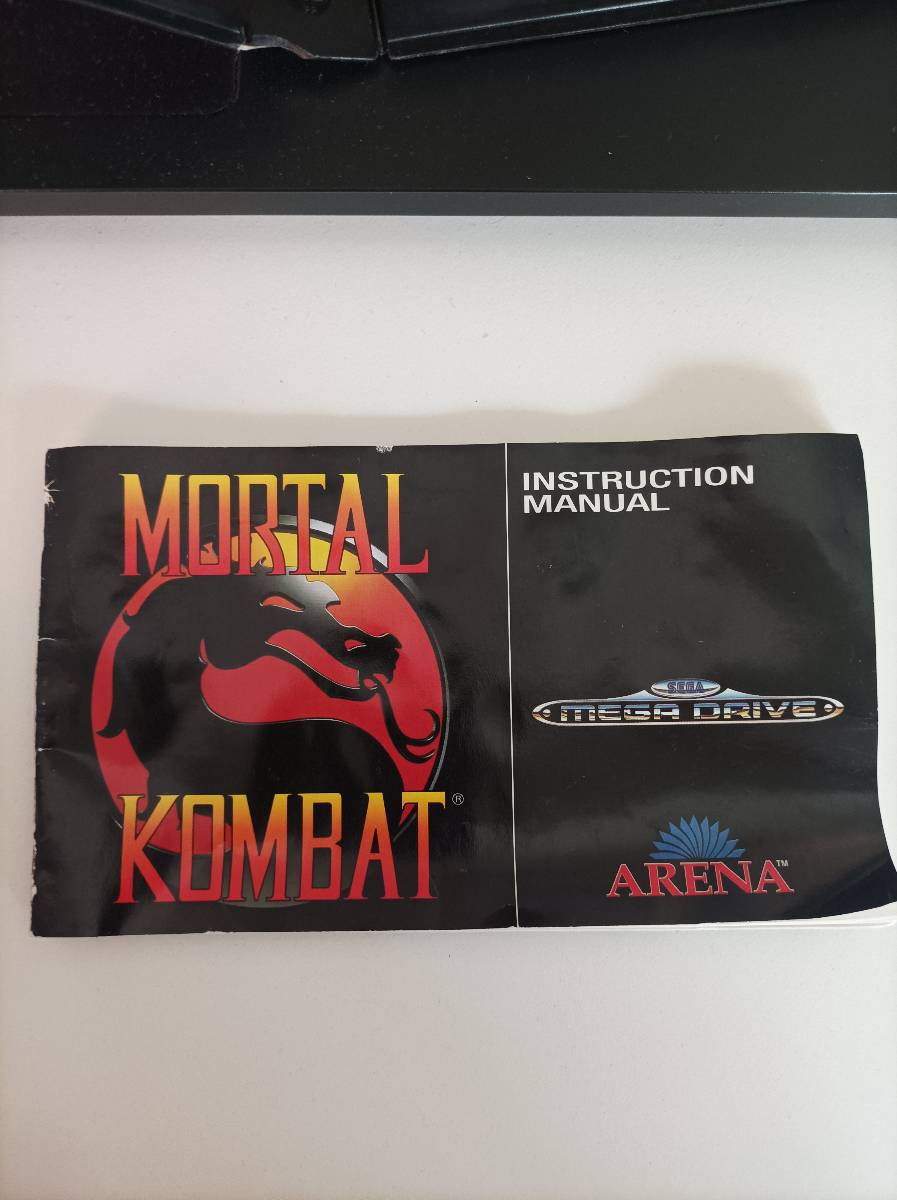 MORTAL
KOMBAT®
INSTRUCTION
MANUAL
SEGA
MEGA DRIVE
ARENA™